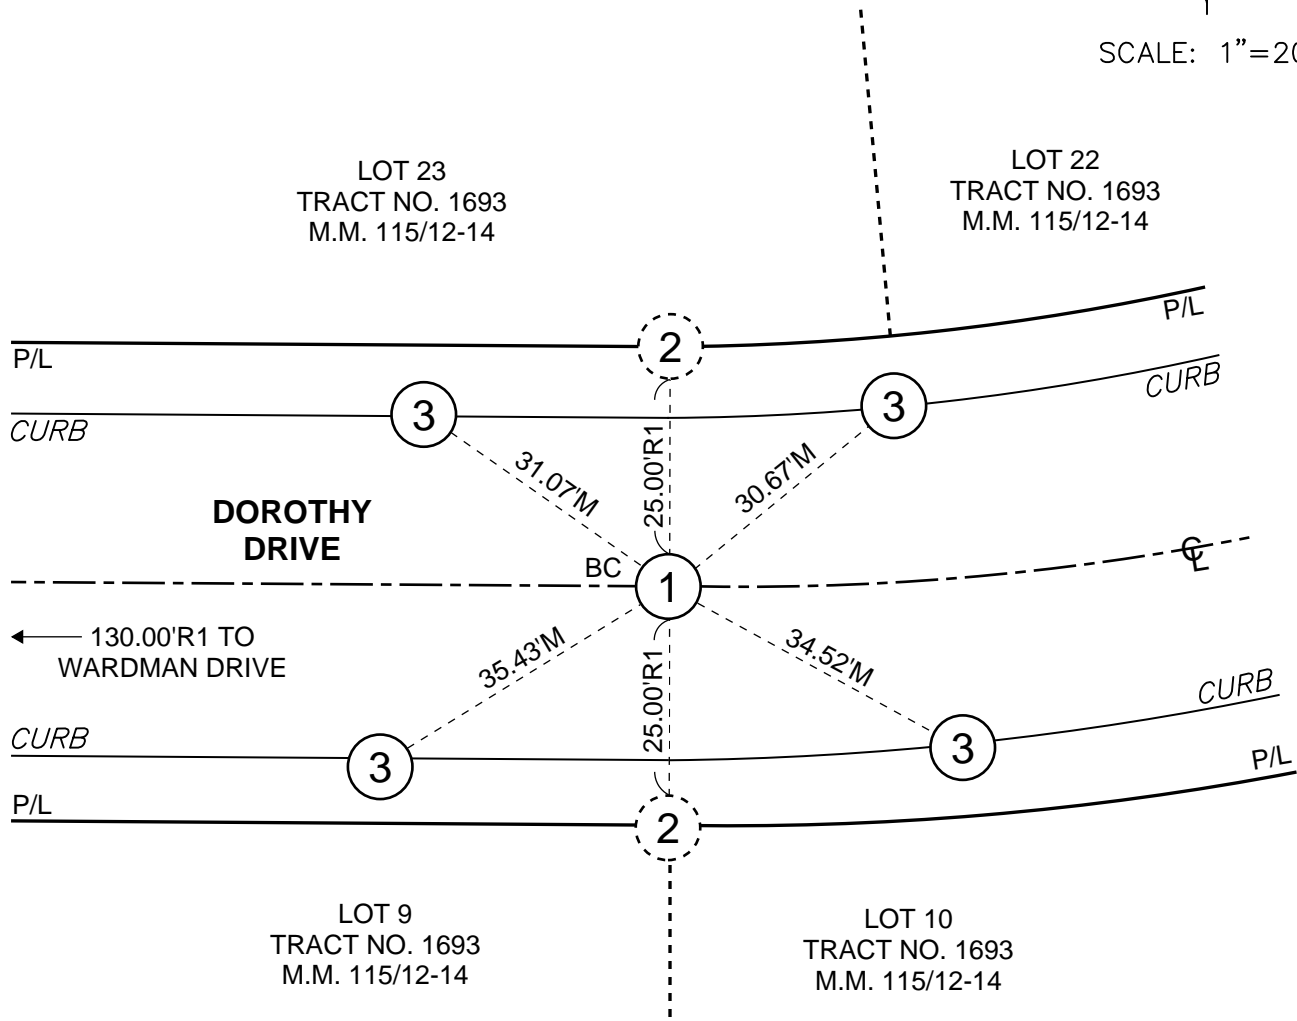 SCALE: 1"=20
LOT 23
TRACT NO. 1693
M.M. 115/12-14
LOT 22
TRACT NO. 1693
M.M. 115/12-14
P/L
P/L
2
3
3
CURB
CURB
31.07'M
25.00'R1
30.67'M
DOROTHY
DRIVE
BC
1
CL
130.00'R1 TO
WARDMAN DRIVE
35.43'M
25.00'R1
34.52'M
CURB
CURB
3
3
P/L
P/L
2
LOT 9
TRACT NO. 1693
M.M. 115/12-14
LOT 10
TRACT NO. 1693
M.M. 115/12-14